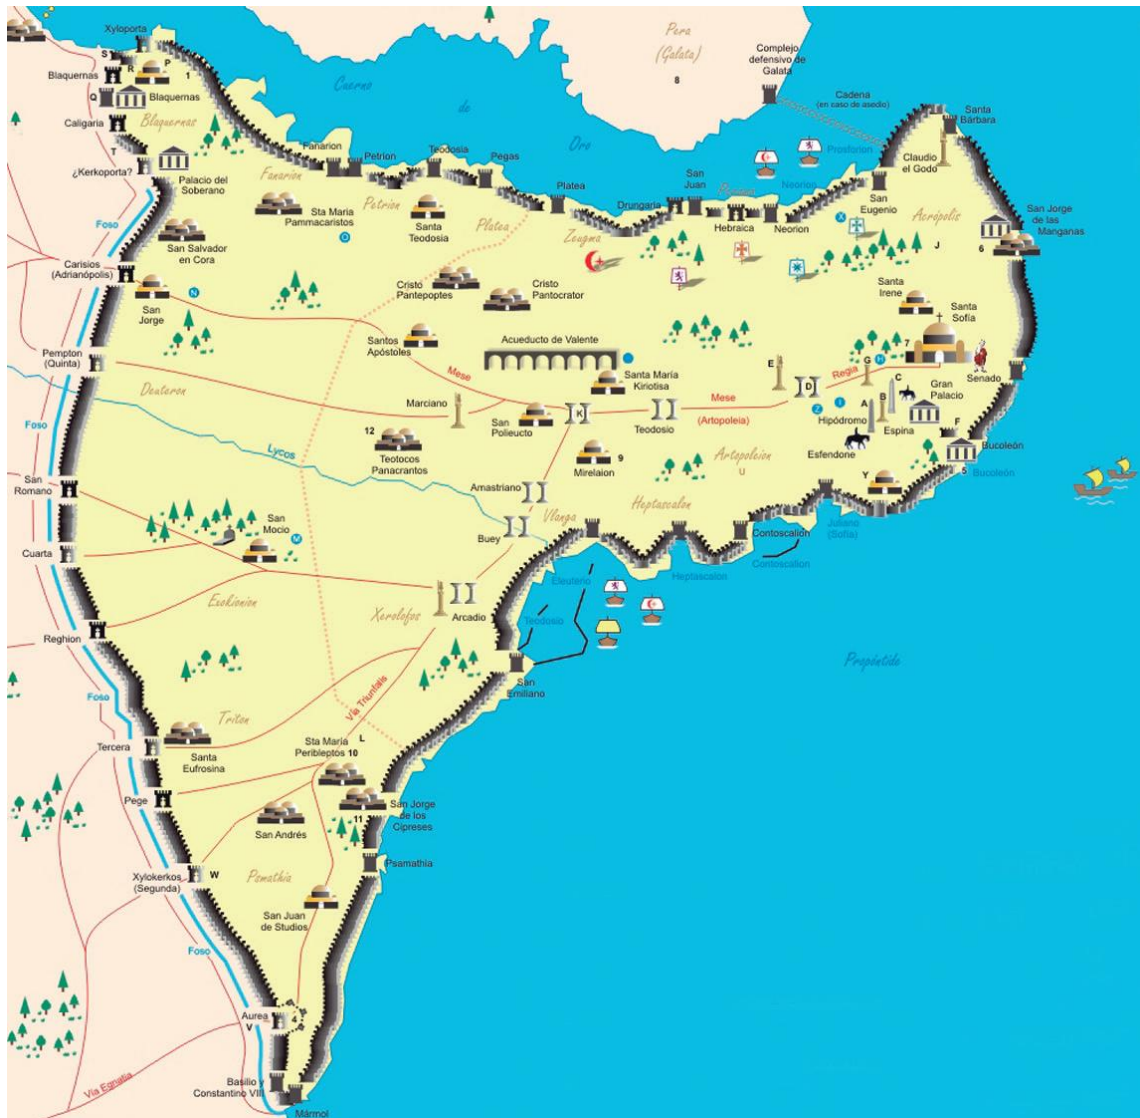 Xyloporta
S
R
P
1
Blaquernas
Q
Blaquernas
Caligaria
Blaquernas
T
¿Kerkoporta?
Palacio del
Soberano
Foso
Cuerno
de
Oro
Pera
(Galata)
8
Complejo
defensivo de
Galata
Cadena
(en caso de asedio)
Santa
Bárbara
Prosforion
Claudio
el Godo
Fanarion
Petrion
Teodosia
Pegas
Platea
Drungaria
San
Juan
Hebraica
Neorion
Neorion
San
Eugenio
Acrópolis
X
J
San Jorge
de las
Manganas
6
Fanarion
Sta Maria
Pammacaristos
O
Petrion
Santa
Teodosia
Platea
Zeugma
San Salvador
en Cora
Carisios
(Adrianópolis)
San
Jorge
N
Cristo
Pantepoptes
Cristo
Pantocrator
Santa
Irene
Santa
Sofía
7
Senado
Pempton
(Quinta)
Santos
Apóstoles
Acueducto de Valente
Santa María
Kiriotisa
Mese
E
D
G
H
Regia
C
Gran
Palacio
Deuteron
Marciano
San
Polieucto
K
Teodosio
Mese
(Artopoleia)
Z
I
A
B
Hipódromo
Espina
F
Esfendone
Bucoleón
5
Bucoleón
Foso
12
Teotocos
Panacrantos
Lycos
9
Mirelaion
Artopoleion
U
Y
San
Romano
Amastriano
Buey
Vlanga
Heptascalon
Contoscalion
Juliano
(Sofía)
Contoscalion
Heptascalon
San
Mocio
M
Cuarta
Eleuterio
Teodosio
Exokionion
Xerolofos
Arcadio
Reghion
Propóntide
San
Emiliano
Foso
Triton
Vía Triunfalis
Tercera
Santa
Eufrosina
L
Sta María
Peribleptos 10
Pege
San Andrés
11
San Jorge
de los
Cipreses
Psamathia
Xylokerkos
(Segunda)
W
Psmathia
San Juan
de Studios
Foso
Aurea
V
4
Vía Egnatia
Basilio y
Constantino VIII
Mármol